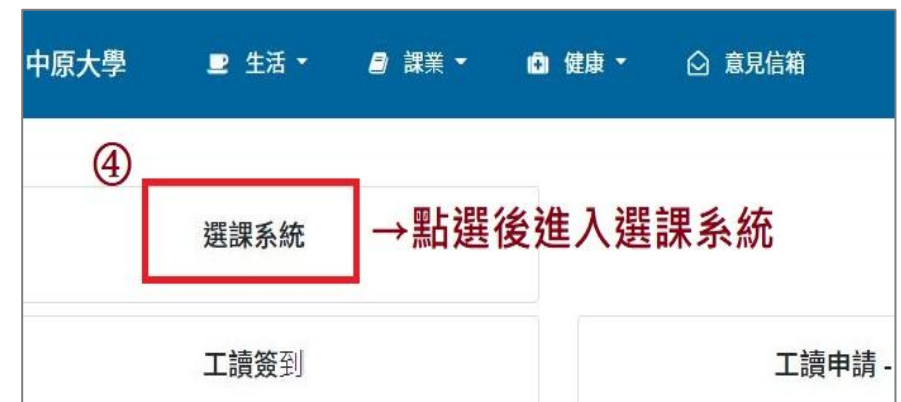 中原大學 生活 課業 健康 意見信箱
④
選課系統 →點選後進入選課系統
工讀簽到 工讀申請 -